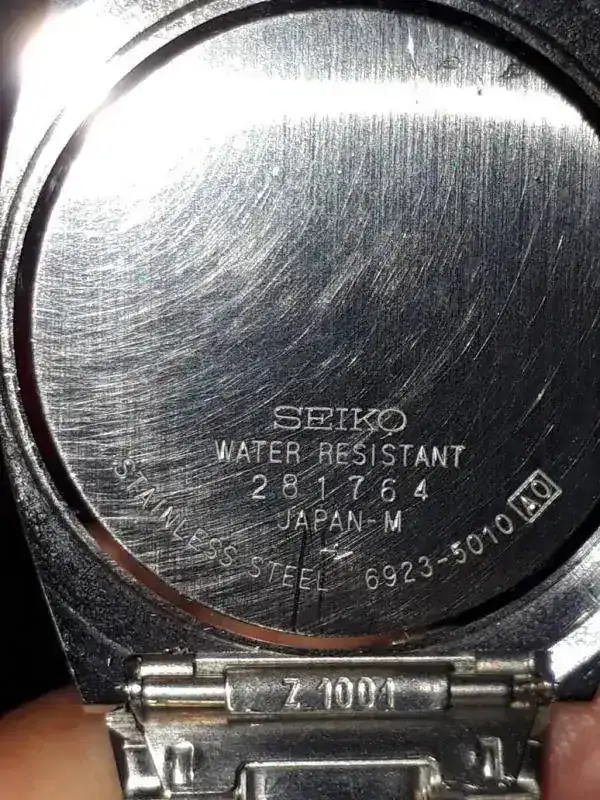 SEIKO
WATER RESISTANT
281764
JAPAN-M
STAINLESS STEEL 6923-5010 A0
Z 1001